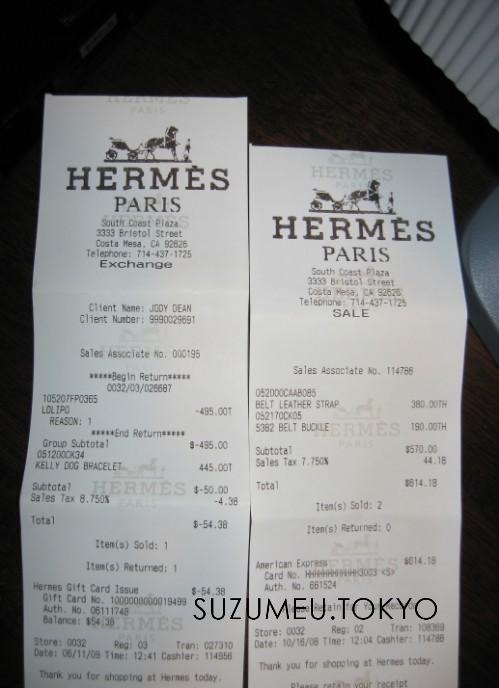 HERMÈS
PARIS
South Coast Plaza
3333 Bristol Street
Costa Mesa, CA 92626
Telephone: 714-437-1725
Exchange
Client Name: JODY DEAN
Client Number: 9990029691
Sales Associate No. 000195
*****Begin Return*****
0032/03/026687
105207FP0365
LOLIPO -495.00T
REASON: 1
*****End Return*****
Group Subtotal $-495.00
051200CK34
KELLY DOG BRACELET 445.00T
Subtotal $-50.00
Sales Tax 8.750% -4.38
Total $-54.38
Item(s) Sold: 1
Item(s) Returned: 1
Hermes Gift Card Issue $-54.38
Gift Card No.
Auth. No. 06111748
Balance: $54.38
Store: 0032 Reg: 03 Tran: 027310
Date: 06/11/09 Time: 12:41 Cashier: 114956
Thank you for shopping at Hermes today.
HERMÈS
PARIS
South Coast Plaza
3333 Bristol Street
Costa Mesa, CA 92626
Telephone: 714-437-1725
SALE
Sales Associate No. 114786
052000CAAB085
BELT LEATHER STRAP 380.00TH
052170CK05
5382 BELT BUCKLE 190.00TH
Subtotal $570.00
Sales Tax 7.750% 44.18
Total $614.18
Item(s) Sold: 2
Item(s) Returned: 0
American Express $614.18
Card No. 3003 <S>
Auth. No. 661524
Please Retain for Your Records
Store: 0032 Reg: 02 Tran: 108369
Date: 10/16/08 Time: 12:04 Cashier: 114786
Thank you for shopping at Hermes today.
Please retain your receipt
SUZUMEU.TOKYO